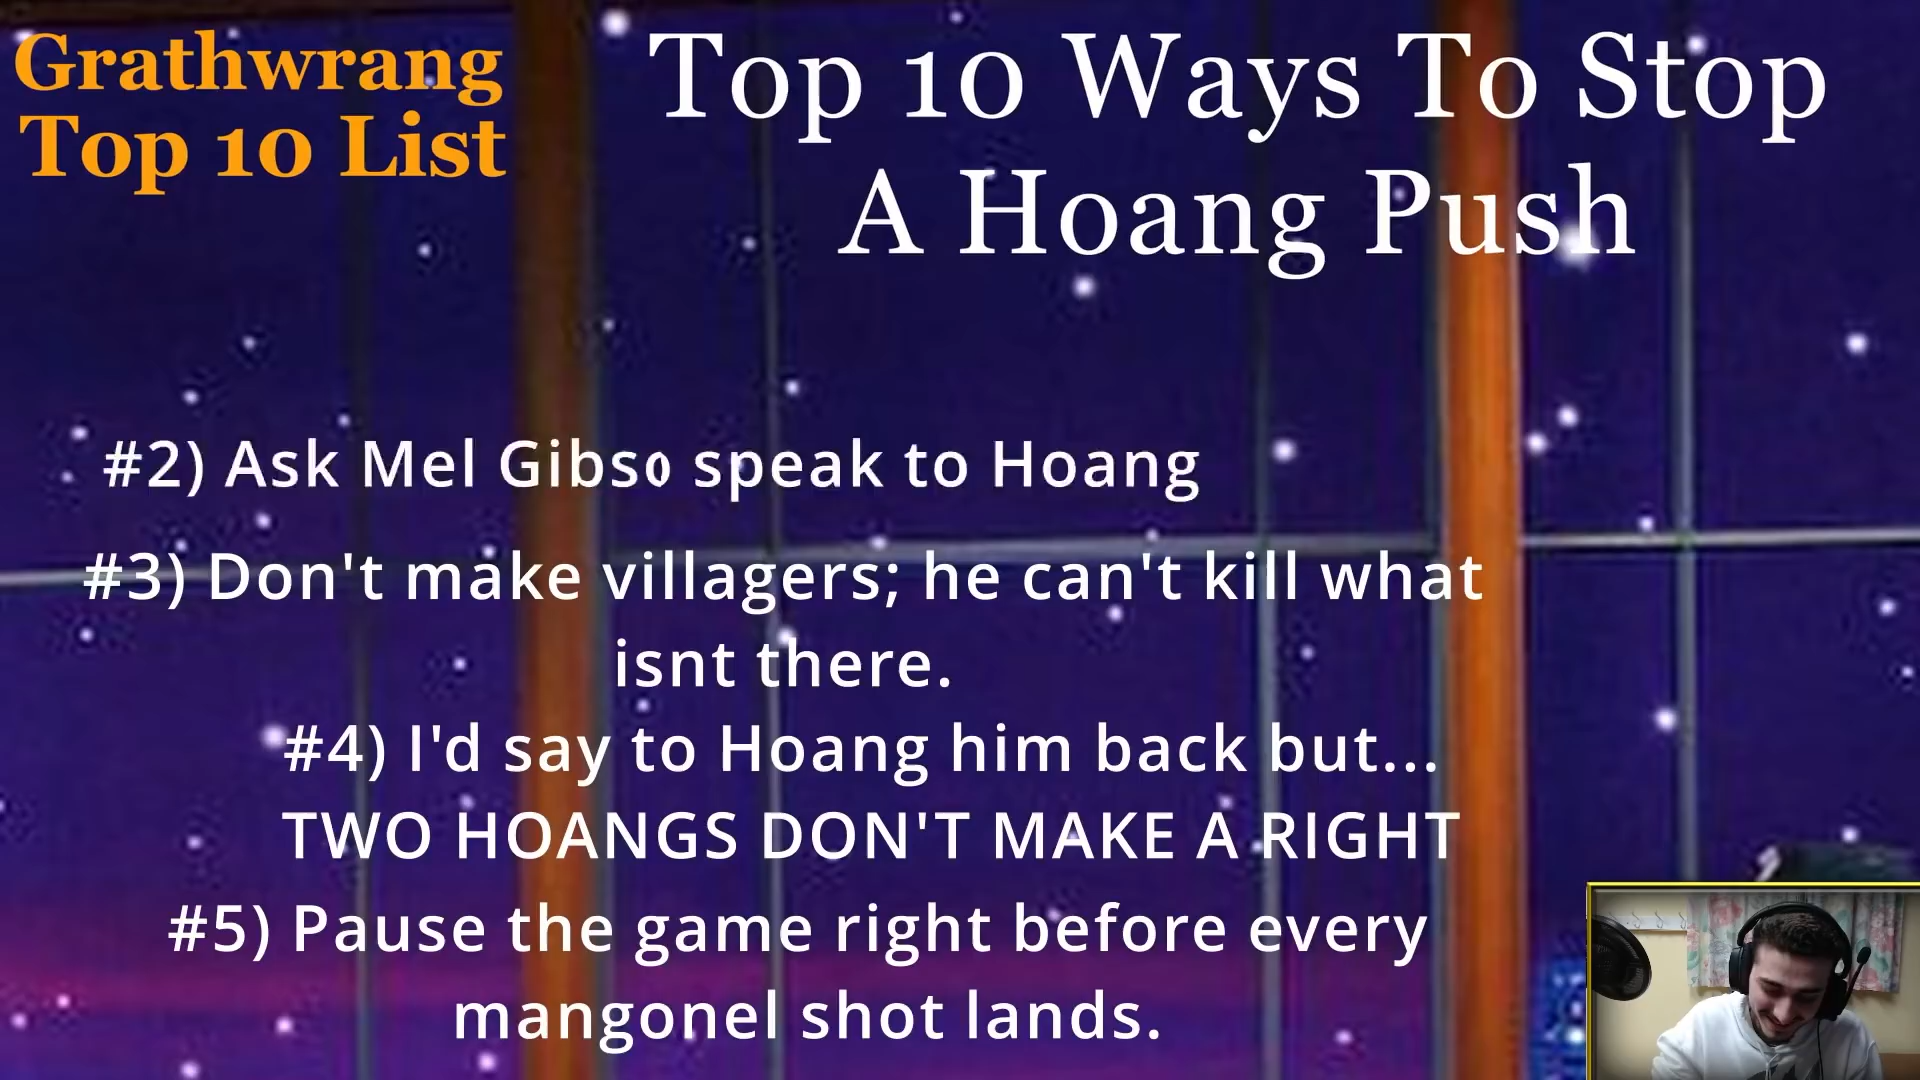 Grathwrang
Top 10 List
Top 10 Ways To Stop
A Hoang Push
#2) Ask Mel Gibso speak to Hoang
#3) Don't make villagers; he can't kill what
isnt there.
#4) I'd say to Hoang him back but...
TWO HOANGS DON'T MAKE A RIGHT
#5) Pause the game right before every
mangonel shot lands.